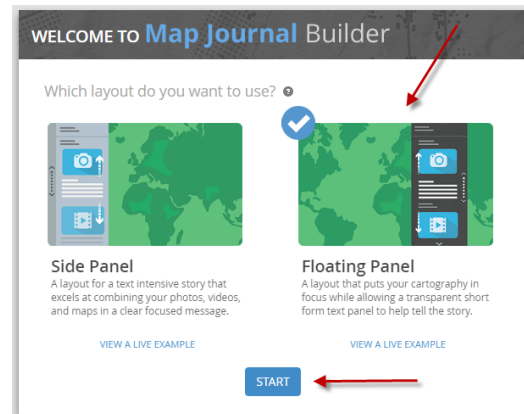 WELCOME TO Map Journal Builder
Which layout do you want to use? ?
Side Panel
A layout for a text intensive story that
excels at combining your photos, videos,
and maps in a clear focused message.
VIEW A LIVE EXAMPLE
Floating Panel
A layout that puts your cartography in
focus while allowing a transparent short
form text panel to help tell the story.
VIEW A LIVE EXAMPLE
START